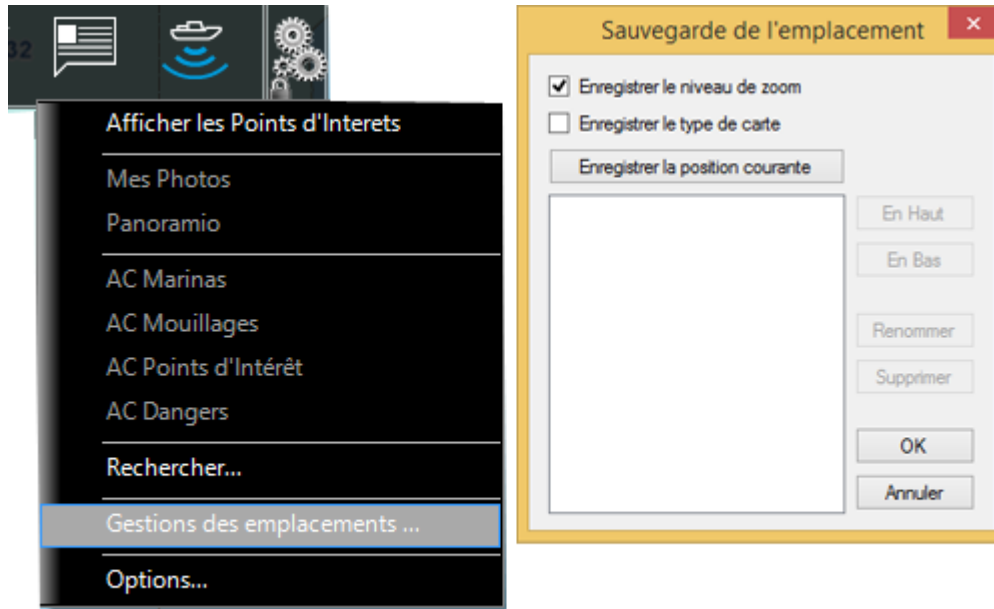 32
Afficher les Points d'Interets
Mes Photos
Panoramio
AC Marinas
AC Mouillages
AC Points d'Intérêt
AC Dangers
Rechercher...
Gestions des emplacements ...
Options...
Sauvegarde de l'emplacement
Enregistrer le niveau de zoom
Enregistrer le type de carte
Enregistrer la position courante
En Haut
En Bas
Renommer
Supprimer
OK
Annuler